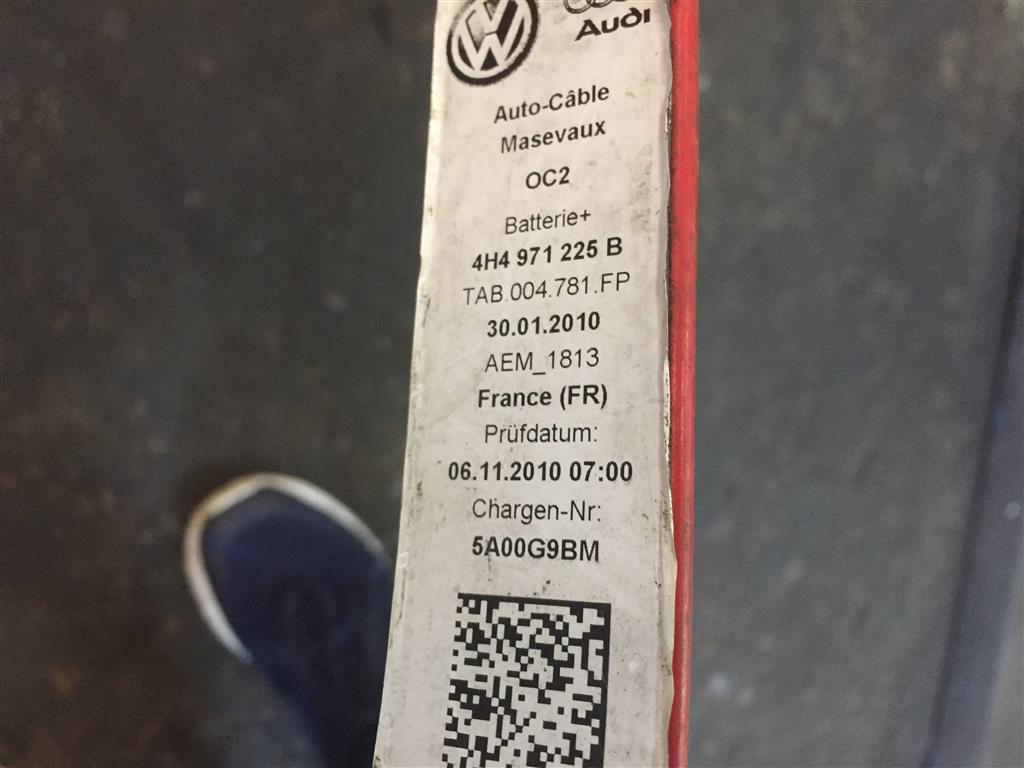 Audi
Auto-Câble
Masevaux
OC2
Batterie+
4H4 971 225 B
TAB.004.781.FP
30.01.2010
AEM_1813
France (FR)
Prüfdatum:
06.11.2010 07:00
Chargen-Nr:
5A00G9BM